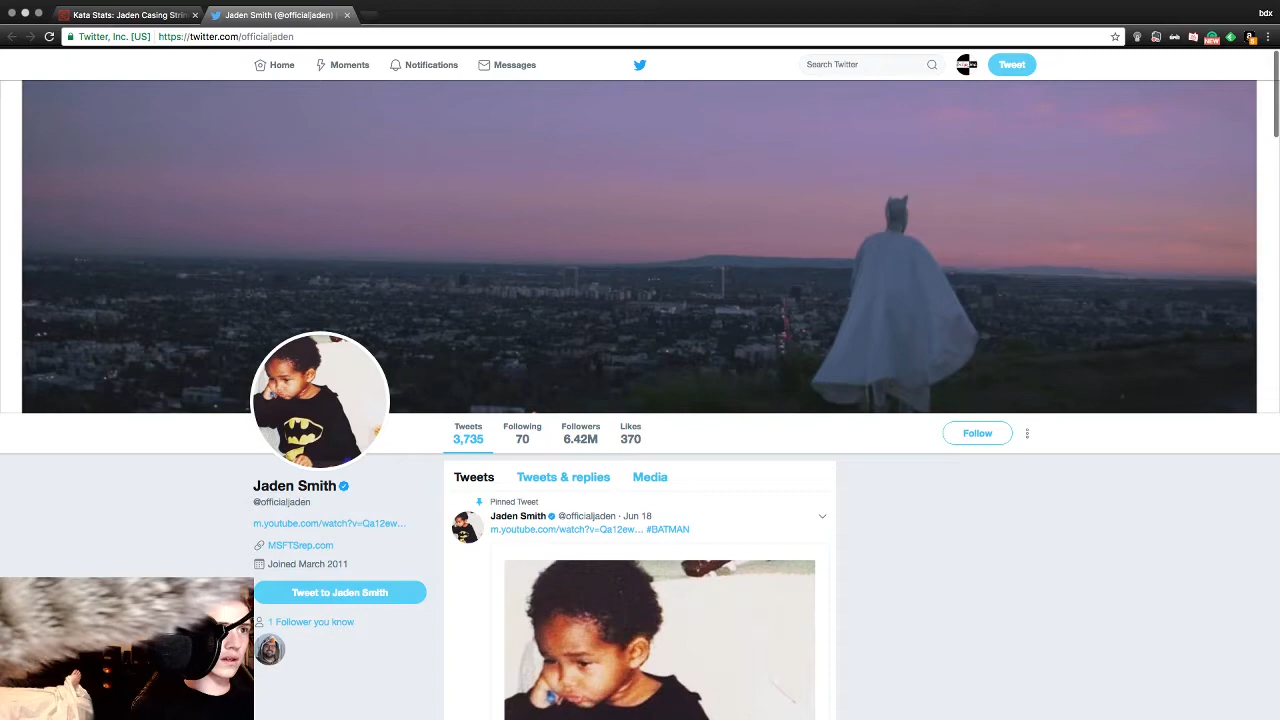 bdx
Kata Stats: Jaden Casing Strin
Jaden Smith (@officialjaden) |
Twitter, Inc. [US]
https://twitter.com/officialjaden
NEW
Home
Moments
Notifications
Messages
Search Twitter
Tweet
Tweets
3,735
Following
70
Followers
6.42M
Likes
370
Follow
Jaden Smith
@officialjaden
m.youtube.com/watch?v=Qa12ew…
MSFTSrep.com
Joined March 2011
Tweet to Jaden Smith
1 Follower you know
Tweets
Tweets & replies
Media
Pinned Tweet
Jaden Smith @officialjaden · Jun 18
m.youtube.com/watch?v=Qa12ew… #BATMAN